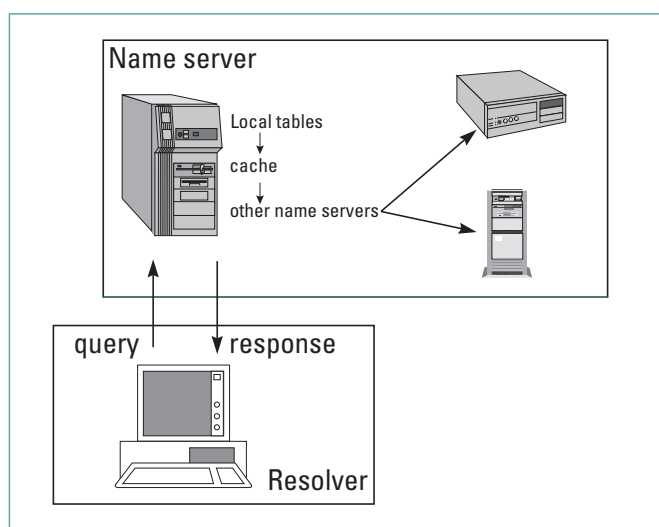 Name server
Local tables
cache
other name servers
query
response
Resolver